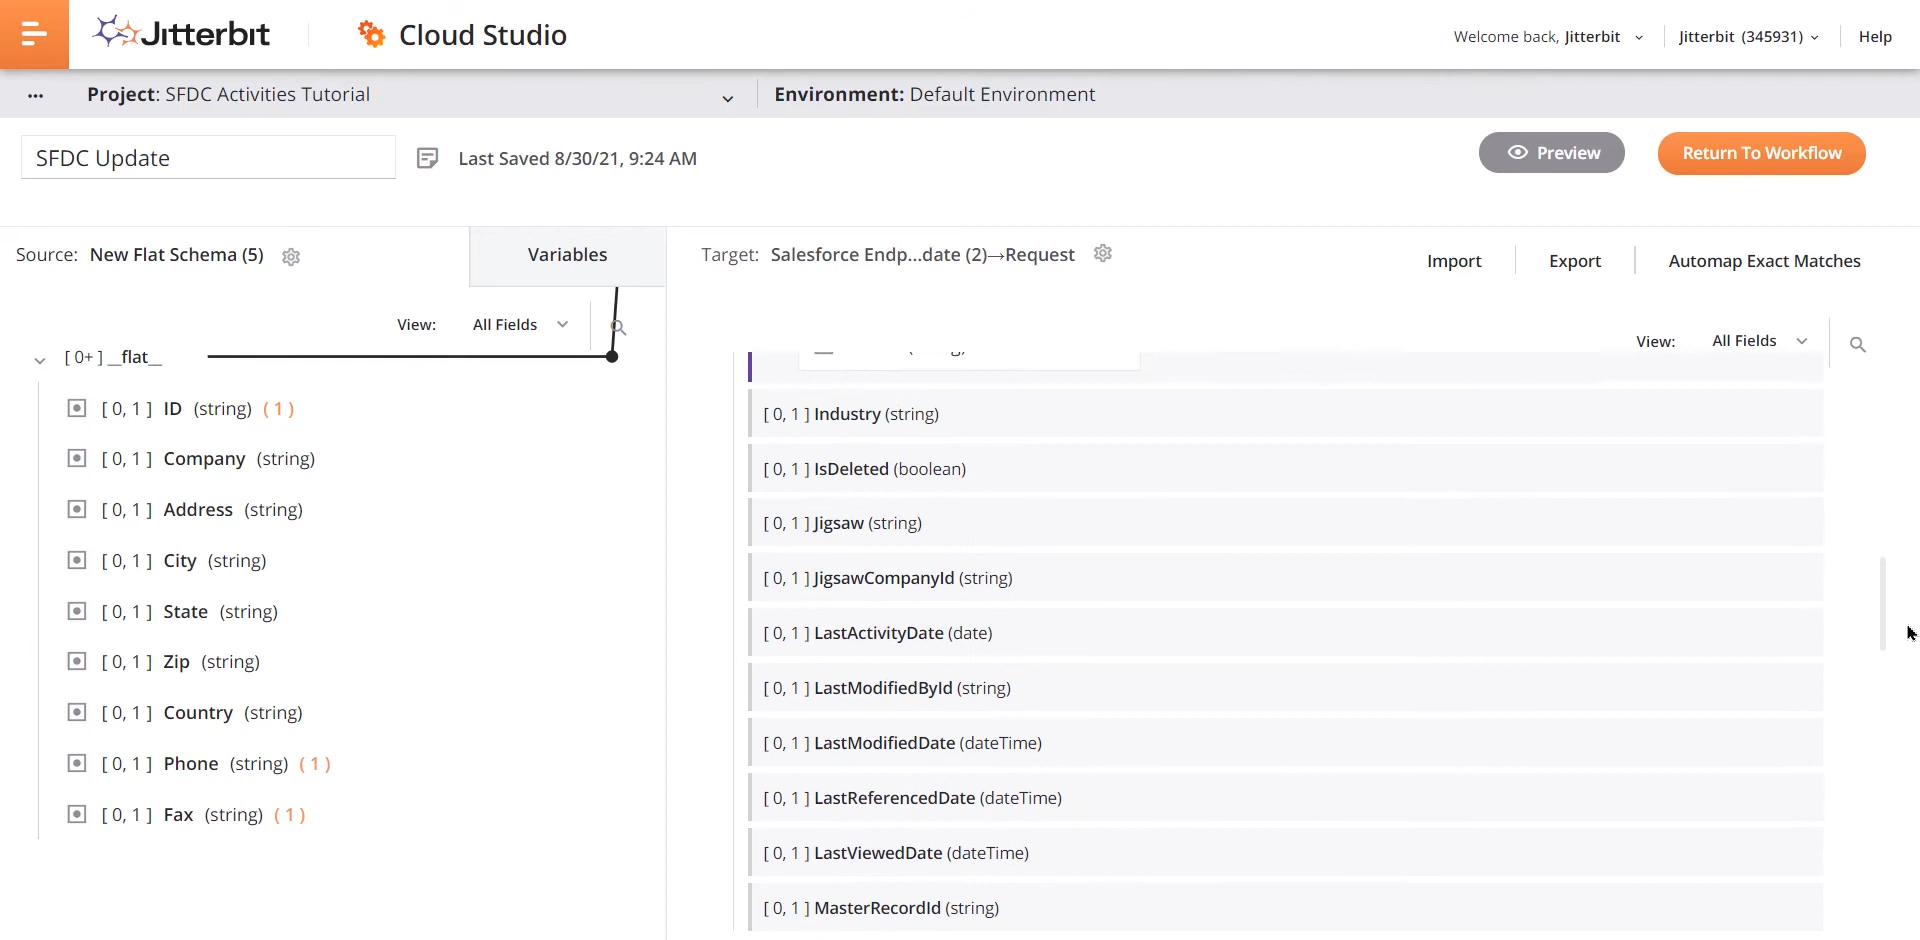 Jitterbit
Cloud Studio
Welcome back, Jitterbit
Jitterbit (345931)
Help
... Project: SFDC Activities Tutorial
Environment: Default Environment
SFDC Update
Last Saved 8/30/21, 9:24 AM
Preview
Return To Workflow
Source: New Flat Schema (5)
Variables
View: All Fields
[ 0+ ] __flat__
[ 0, 1 ] ID (string) ( 1 )
[ 0, 1 ] Company (string)
[ 0, 1 ] Address (string)
[ 0, 1 ] City (string)
[ 0, 1 ] State (string)
[ 0, 1 ] Zip (string)
[ 0, 1 ] Country (string)
[ 0, 1 ] Phone (string) ( 1 )
[ 0, 1 ] Fax (string) ( 1 )
Target: Salesforce Endp...date (2)→Request
Import
Export
Automap Exact Matches
View: All Fields
[ 0, 1 ] Industry (string)
[ 0, 1 ] IsDeleted (boolean)
[ 0, 1 ] Jigsaw (string)
[ 0, 1 ] JigsawCompanyId (string)
[ 0, 1 ] LastActivityDate (date)
[ 0, 1 ] LastModifiedById (string)
[ 0, 1 ] LastModifiedDate (dateTime)
[ 0, 1 ] LastReferencedDate (dateTime)
[ 0, 1 ] LastViewedDate (dateTime)
[ 0, 1 ] MasterRecordId (string)